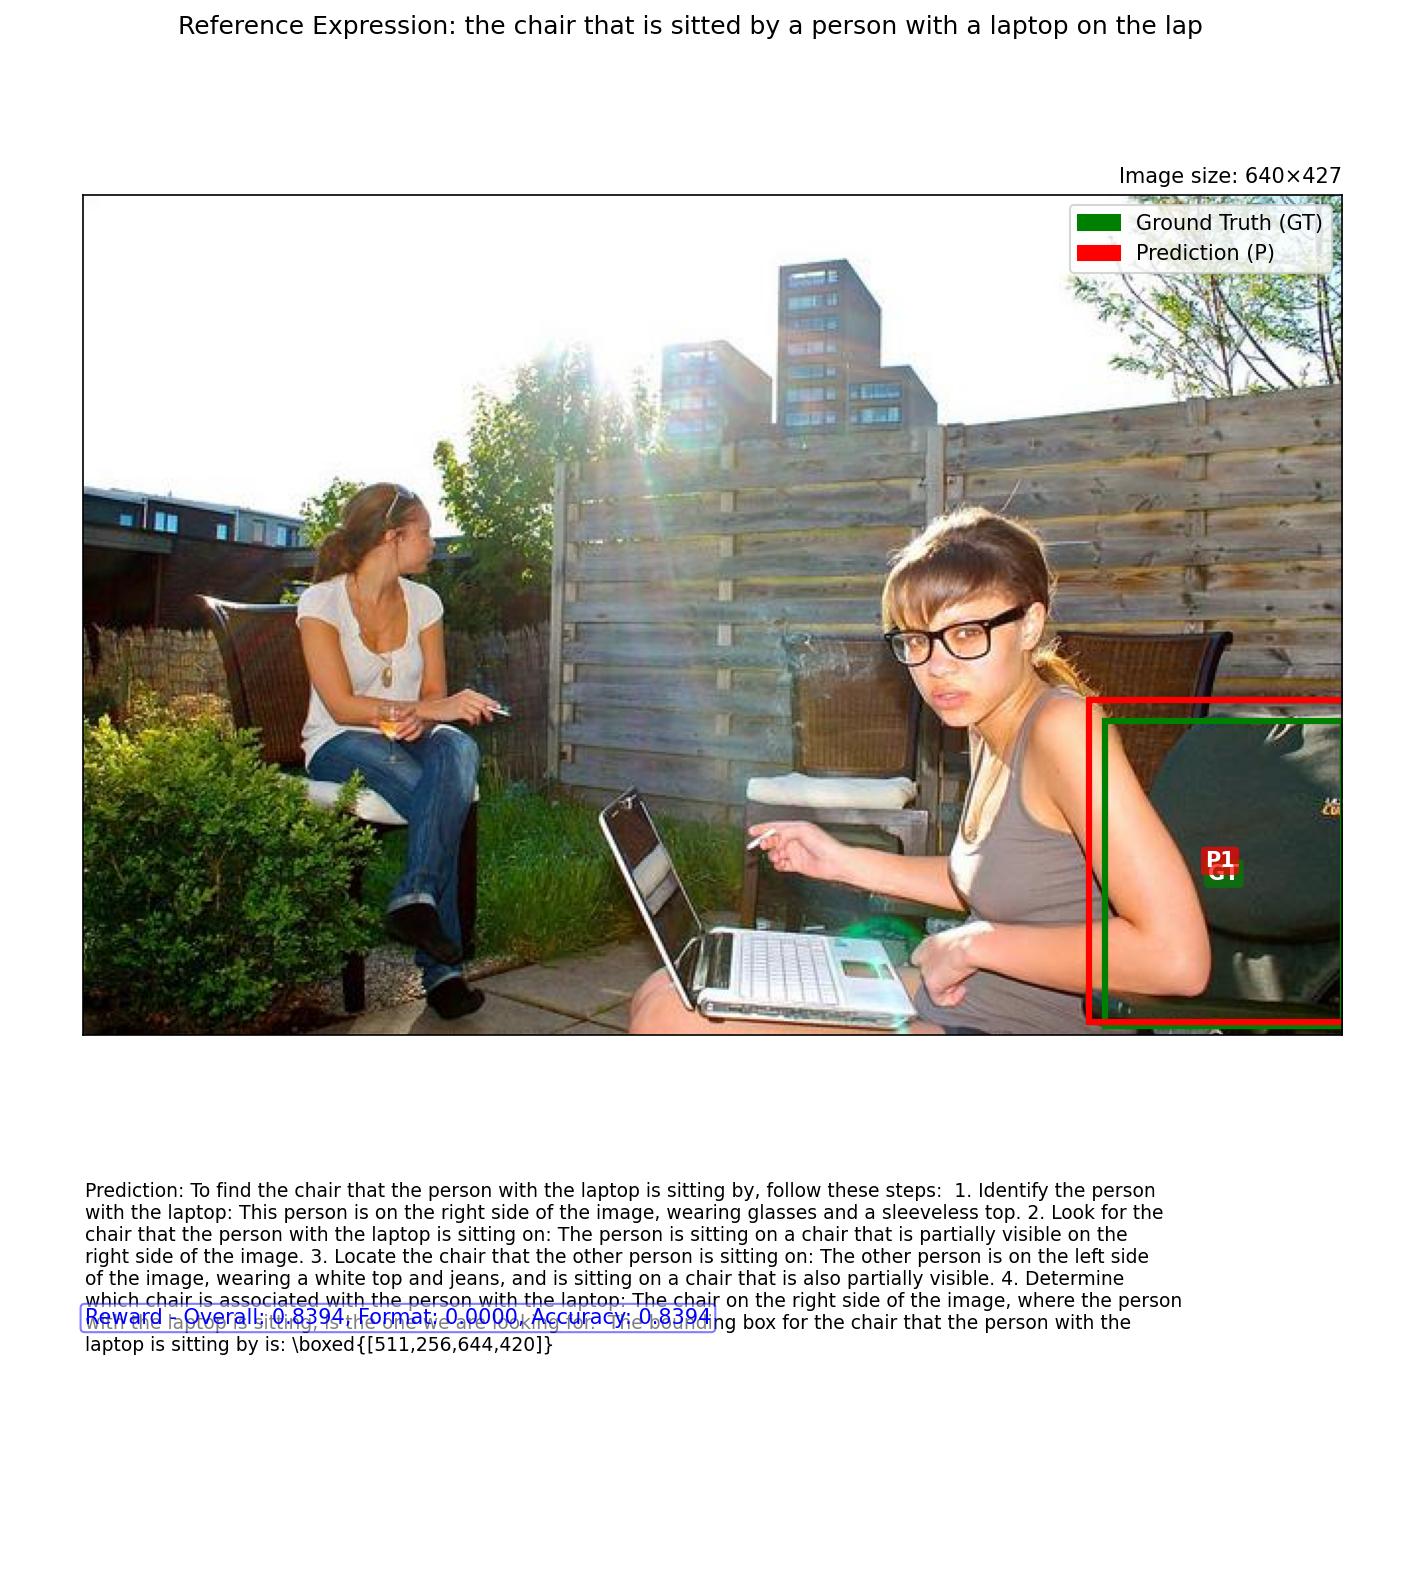 Reference Expression: the chair that is sitted by a person with a laptop on the lap
Image size: 640×427
Ground Truth (GT)
Prediction (P)
P1
GT
Prediction: To find the chair that the person with the laptop is sitting by, follow these steps:  1. Identify the person
with the laptop: This person is on the right side of the image, wearing glasses and a sleeveless top. 2. Look for the
chair that the person with the laptop is sitting on: The person is sitting on a chair that is partially visible on the
right side of the image. 3. Locate the chair that the other person is sitting on: The other person is on the left side
of the image, wearing a white top and jeans, and is sitting on a chair that is also partially visible. 4. Determine
which chair is associated with the person with the laptop: The chair on the right side of the image, where the person
Reward - Overall: 0.8394, Format: 0.0000, Accuracy: 0.8394
with the laptop is sitting, is the one we are looking for.  The bounding box for the chair that the person with the
laptop is sitting by is: \boxed{[511,256,644,420]}